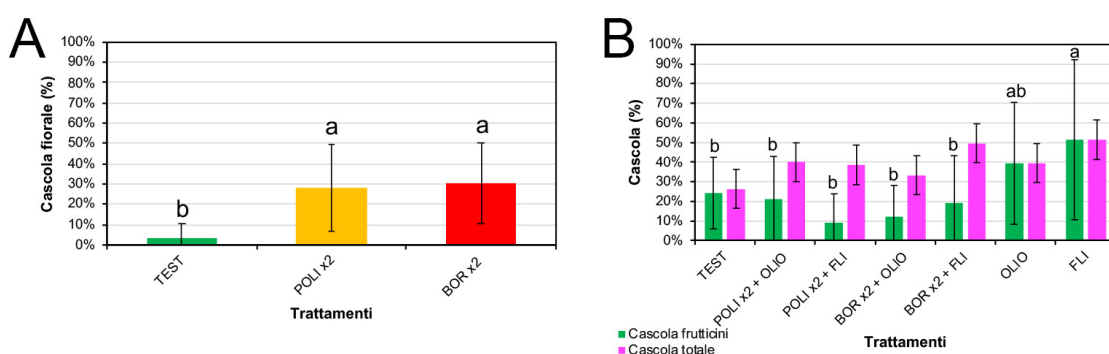 A
Cascola fiorale (%)
100%
90%
80%
70%
60%
50%
40%
30%
20%
10%
0%
b
a
a
TEST
POLI x2
BOR x2
Trattamenti
B
Cascola (%)
100%
90%
80%
70%
60%
50%
40%
30%
20%
10%
0%
b
b
b
b
b
ab
a
TEST
POLI x2 + OLIO
POLI x2 + FLI
BOR x2 + OLIO
BOR x2 + FLI
OLIO
FLI
Trattamenti
Cascola frutticini
Cascola totale